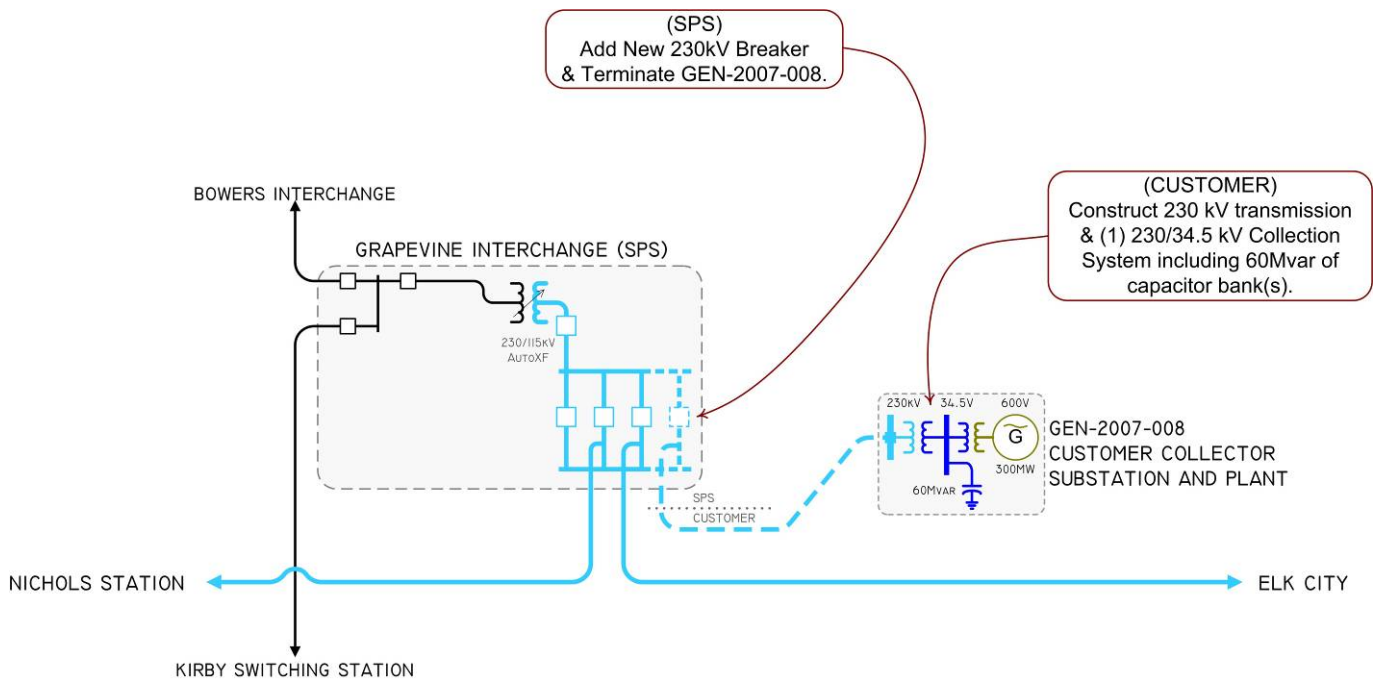 (SPS)
Add New 230kV Breaker
& Terminate GEN-2007-008.
(CUSTOMER)
Construct 230 kV transmission
& (1) 230/34.5 kV Collection
System including 60Mvar of
capacitor bank(s).
BOWERS INTERCHANGE
GRAPEVINE INTERCHANGE (SPS)
230/115KV
AUTOXF
230KV 34.5V 600V
G
300MW
60MVAR
GEN-2007-008
CUSTOMER COLLECTOR
SUBSTATION AND PLANT
SPS
CUSTOMER
NICHOLS STATION
ELK CITY
KIRBY SWITCHING STATION